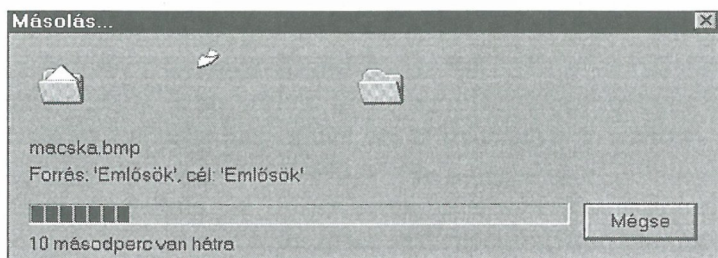 Másolás...
macska.bmp
Forrás: 'Emlősök', cél: 'Emlősök'
Mégse
10 másodperc van hátra